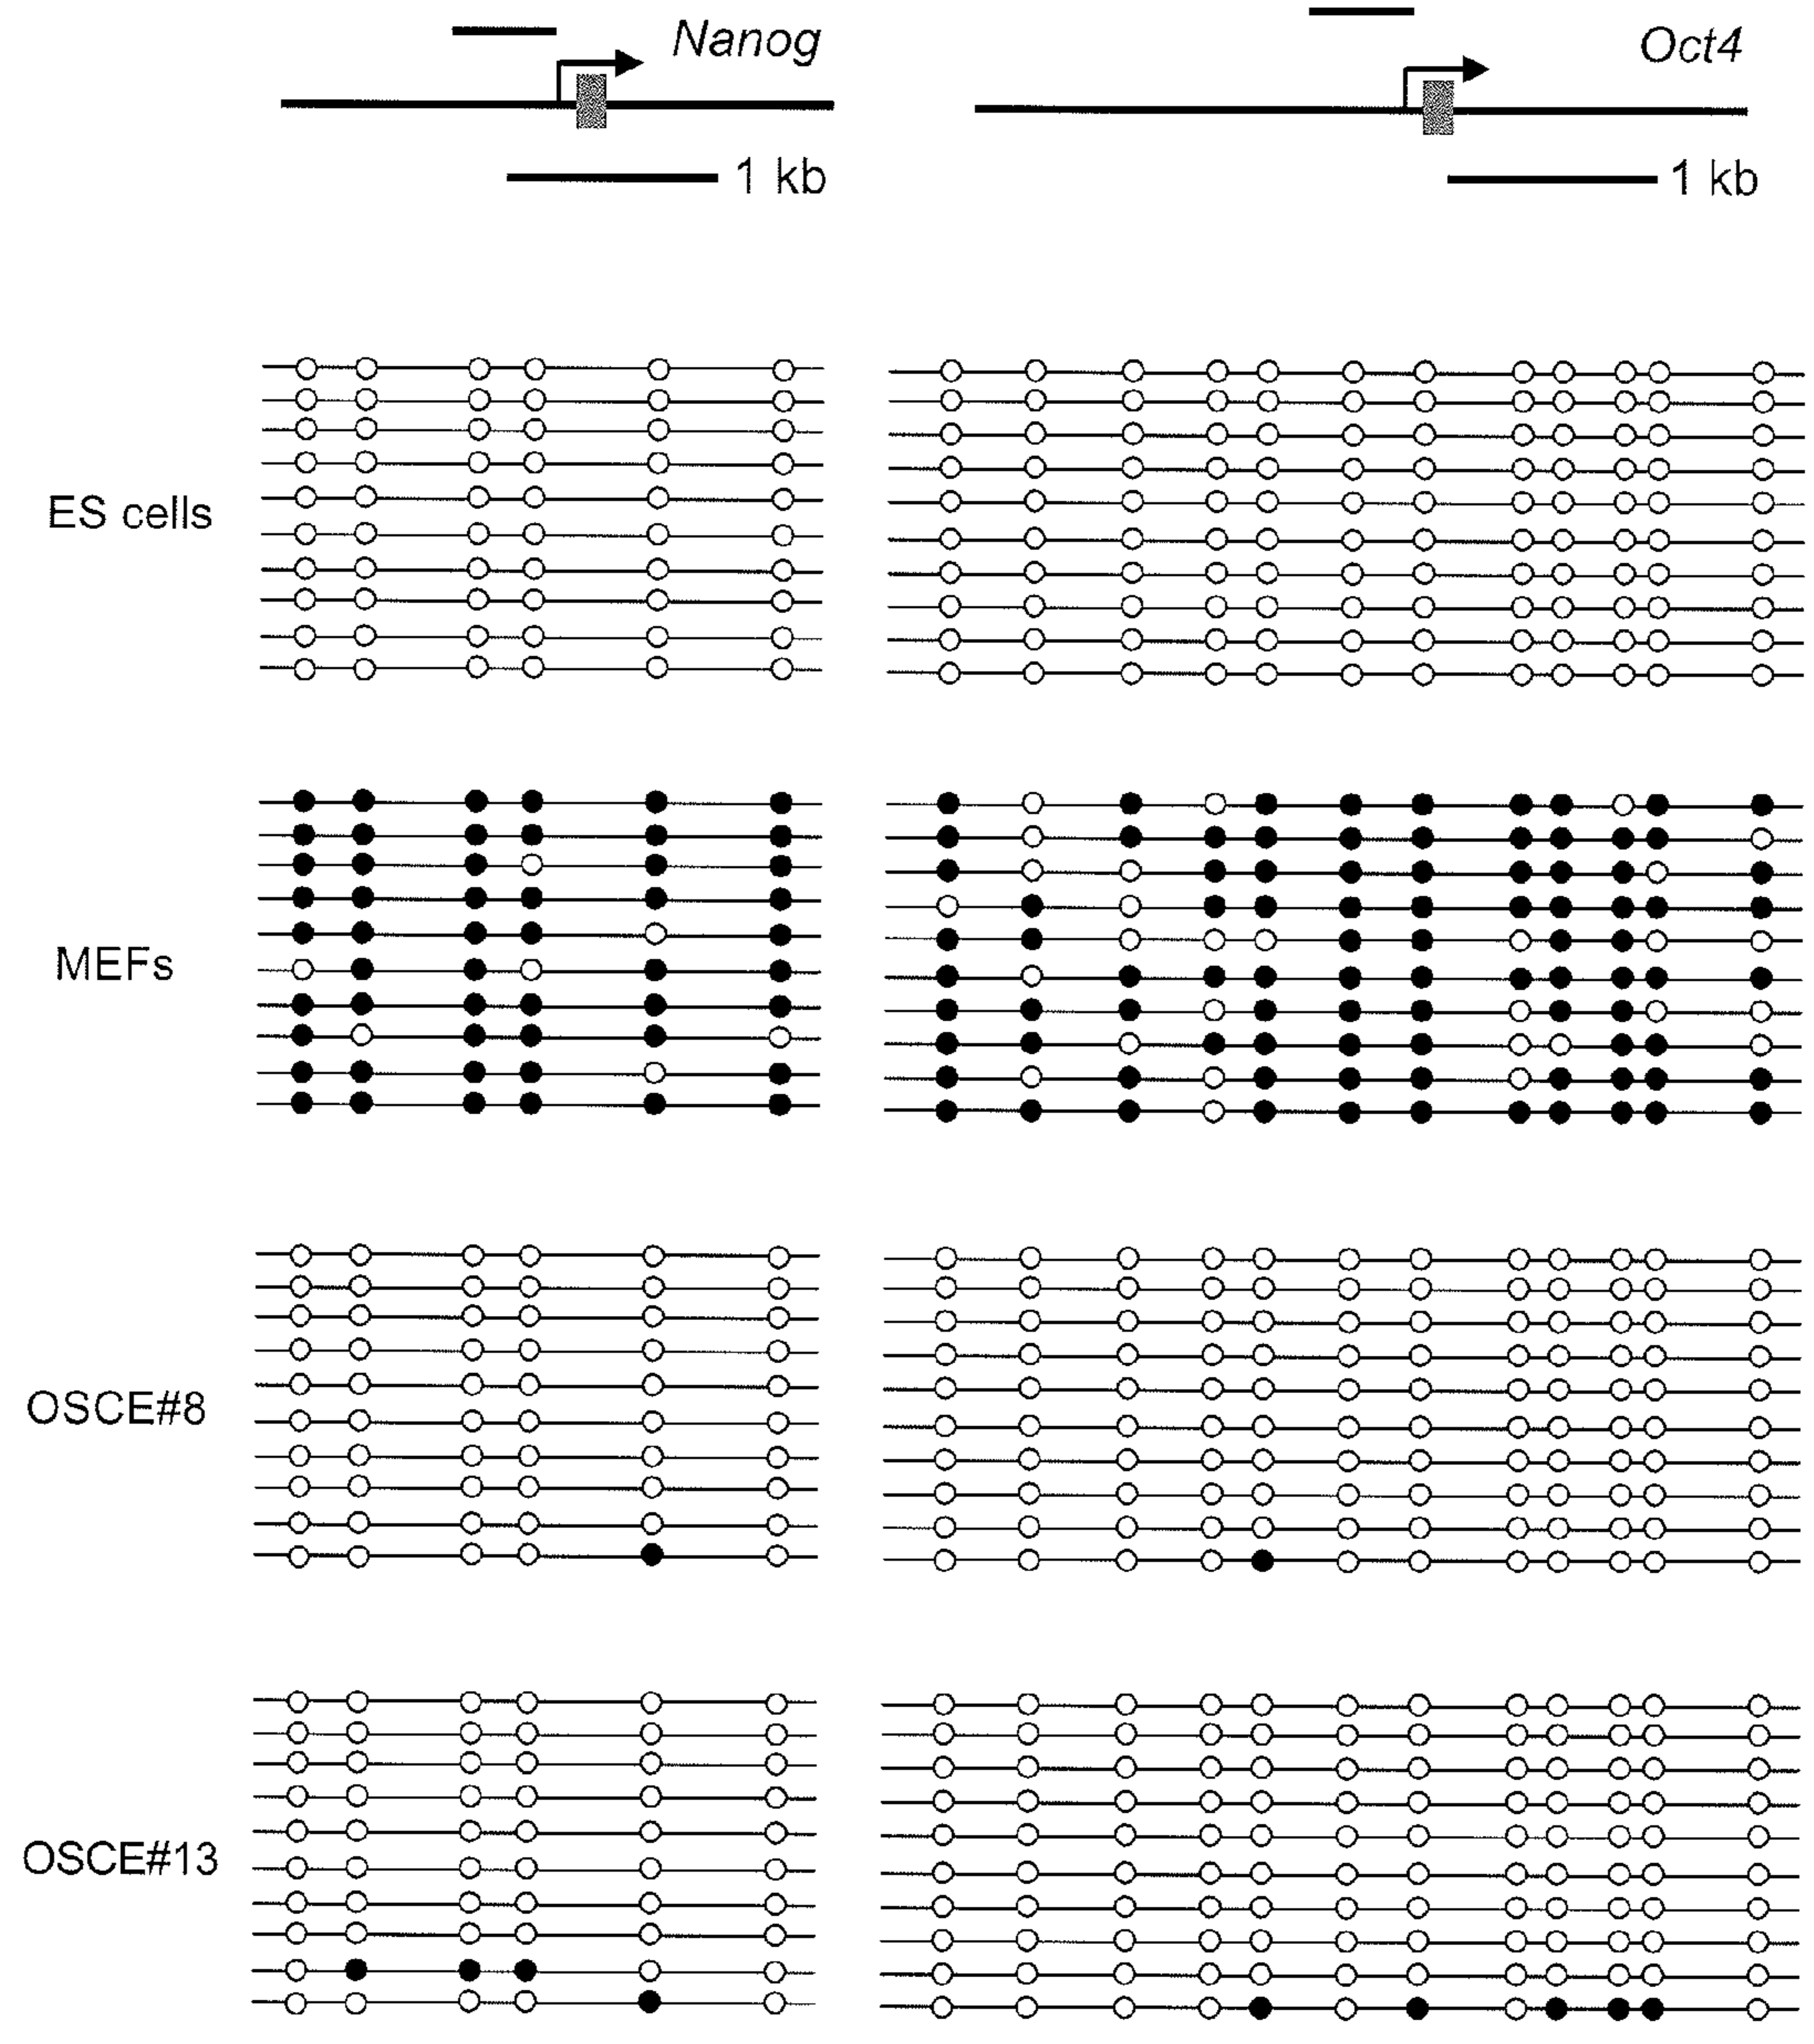 Nanog
Oct4
1 kb
1 kb
ES cells
MEFs
OSCE#8
OSCE#13